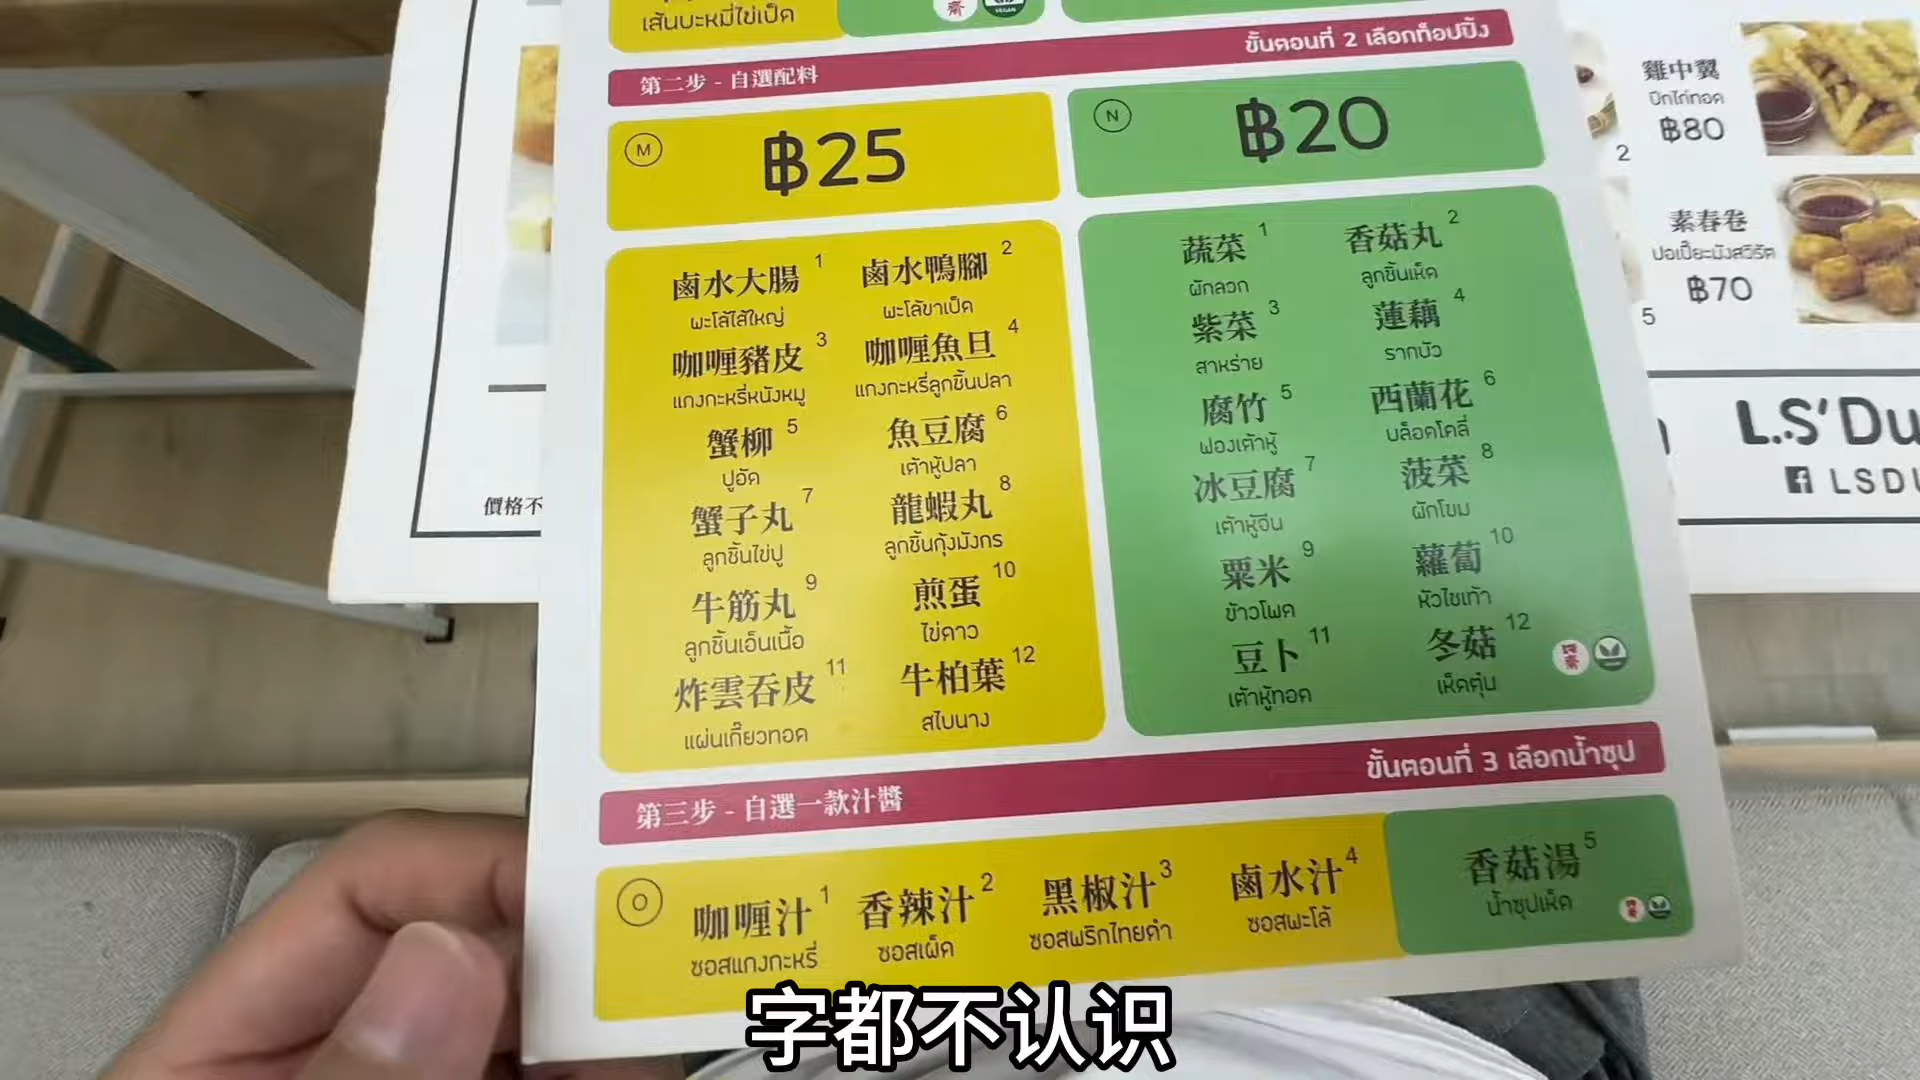 เส้นบะหมี่ไข่เป็ด
VEGAN
第二步 - 自選配料
ขั้นตอนที่ 2 เลือกท็อปปิ้ง
M
฿25
N
฿20
鹵水大腸 1
พะโล้ไส้ใหญ่
鹵水鴨腳 2
พะโล้ขาเป็ด
咖喱豬皮 3
แกงกะหรี่หนังหมู
咖喱魚旦 4
แกงกะหรี่ลูกชิ้นปลา
蟹柳 5
ปูอัด
魚豆腐 6
เต้าหู้ปลา
蟹子丸 7
ลูกชิ้นไข่ปู
龍蝦丸 8
ลูกชิ้นกุ้งมังกร
牛筋丸 9
ลูกชิ้นเอ็นเนื้อ
煎蛋 10
ไข่ดาว
炸雲吞皮 11
แผ่นเกี๊ยวทอด
牛柏葉 12
สไบนาง
蔬菜 1
ผักลวก
香菇丸 2
ลูกชิ้นเห็ด
紫菜 3
สาหร่าย
蓮藕 4
รากบัว
腐竹 5
ฟองเต้าหู้
西蘭花 6
บล็อคโคลี่
冰豆腐 7
เต้าหู้อืน
菠菜 8
ผักโขม
粟米 9
ข้าวโพด
蘿蔔 10
หัวไชเท้า
豆卜 11
เต้าหู้ทอด
冬菇 12
เห็ดตุ๋น
第三步 - 自選一款汁醬
ขั้นตอนที่ 3 เลือกน้ำซุป
O
咖喱汁 1
ซอสแกงกะหรี่
香辣汁 2
ซอสเผ็ด
黑椒汁 3
ซอสพริกไทยดำ
鹵水汁 4
ซอสพะโล้
香菇湯 5
น้ำซุปเห็ด
價格不
雞中翼
ปีกไก่ทอด
฿80
2
素春卷
ปอเปี๊ยะมังสวิรัต
฿70
5
L.S'Du
LSDU
字都不认识